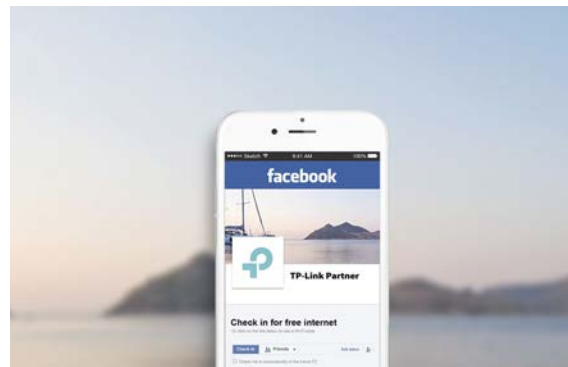 Sketch 9:41 AM 100%
facebook
TP-Link Partner
Check in for free internet
Check in Friends